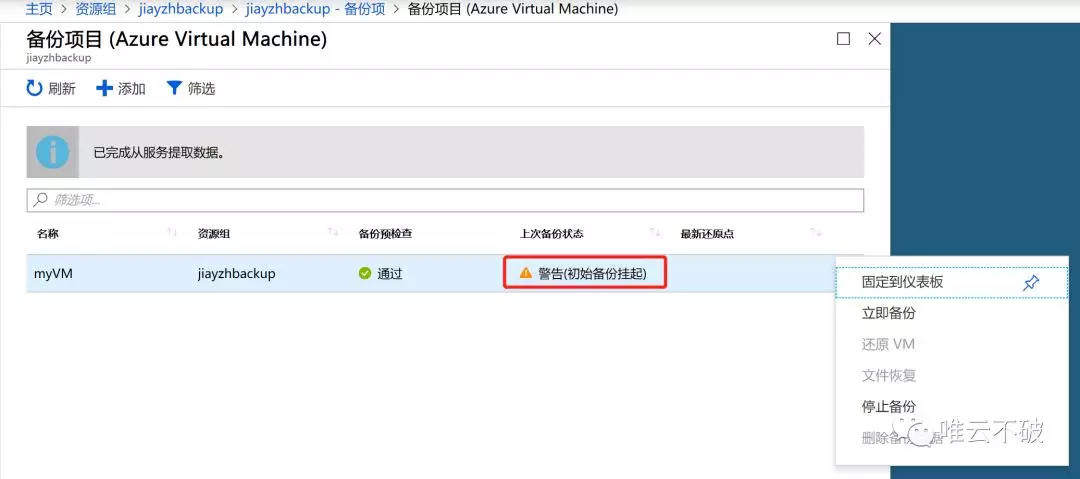 主页 > 资源组 > jiayzhbackup > jiayzhbackup - 备份项 > 备份项目 (Azure Virtual Machine)
备份项目 (Azure Virtual Machine)
jiayzhbackup
刷新 添加 筛选
已完成从服务提取数据。
筛选项...
名称 资源组 备份预检查 上次备份状态 最新还原点
myVM jiayzhbackup 通过 警告(初始备份挂起)
固定到仪表板
立即备份
还原 VM
文件恢复
停止备份
删除备份数据
唯云不破